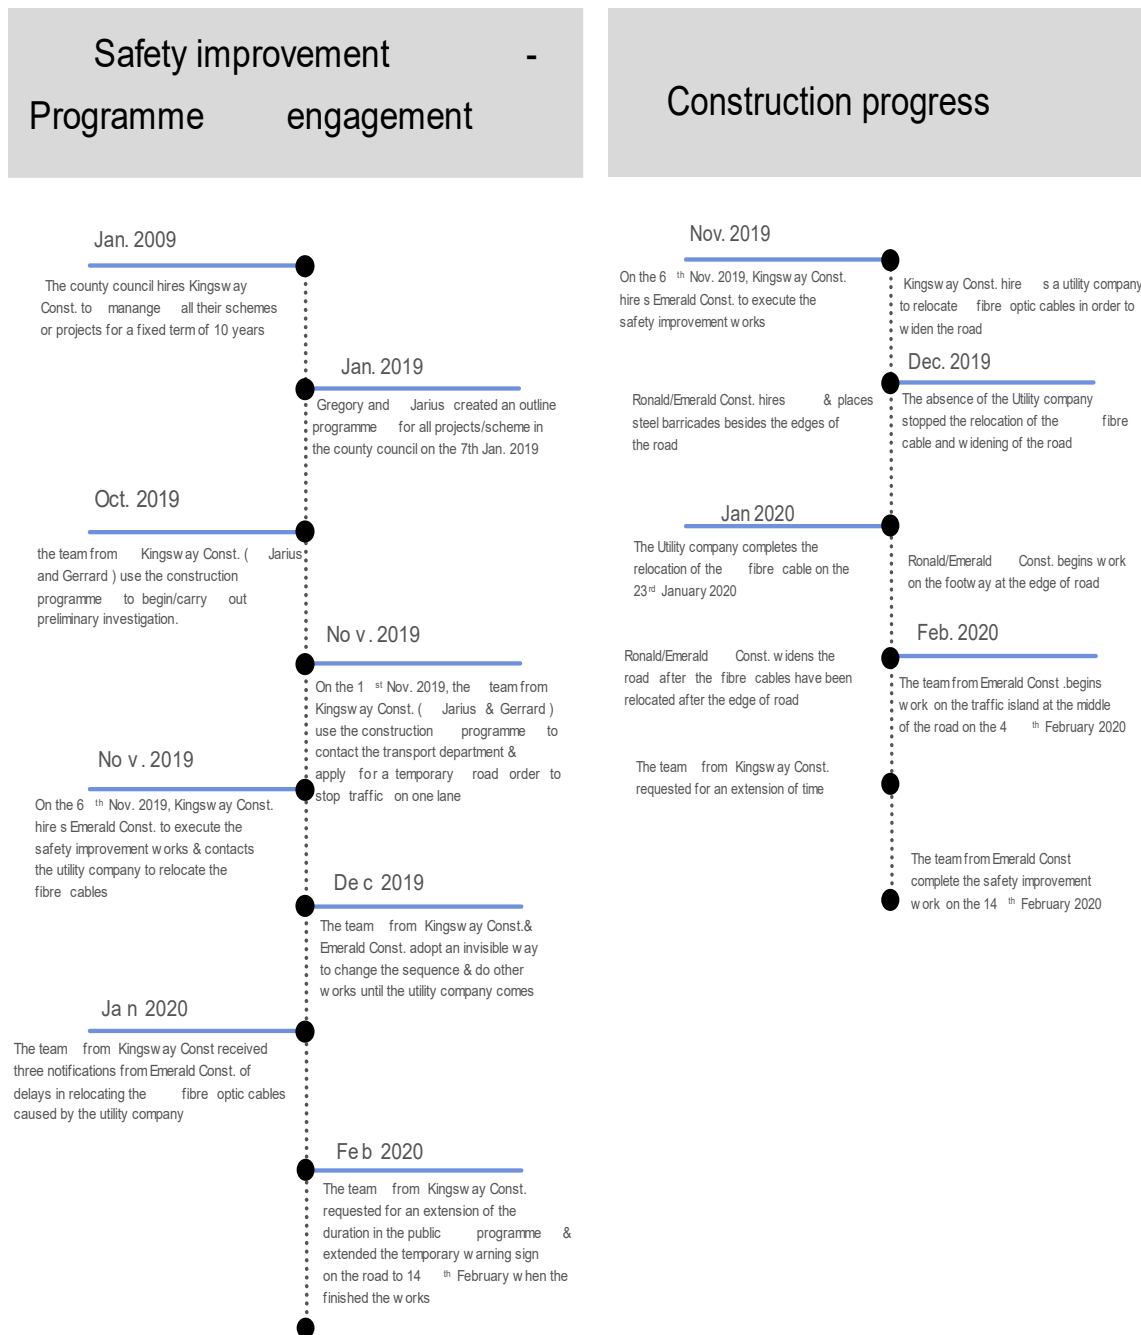 Safety improvement -
Programme engagement
Jan. 2009
The county council hires Kingsway
Const. to manange all their schemes
or projects for a fixed term of 10 years
Jan. 2019
Gregory and Jarius created an outline
programme for all projects/scheme in
the county council on the 7th Jan. 2019
Oct. 2019
the team from Kingsway Const. ( Jarius
and Gerrard ) use the construction
programme to begin/carry out
preliminary investigation.
Nov. 2019
On the 1 st Nov. 2019, the team from
Kingsway Const. ( Jarius & Gerrard )
use the construction programme to
contact the transport department &
apply for a temporary road order to
stop traffic on one lane
Nov. 2019
On the 6 th Nov. 2019, Kingsway Const.
hire s Emerald Const. to execute the
safety improvement works & contacts
the utility company to relocate the
fibre cables
Dec 2019
The team from Kingsway Const.&
Emerald Const. adopt an invisible way
to change the sequence & do other
works until the utility company comes
Jan 2020
The team from Kingsway Const received
three notifications from Emerald Const. of
delays in relocating the fibre optic cables
caused by the utility company
Feb 2020
The team from Kingsway Const.
requested for an extension of the
duration in the public programme &
extended the temporary warning sign
on the road to 14 th February when the
finished the works
Construction progress
Nov. 2019
On the 6 th Nov. 2019, Kingsway Const.
hire s Emerald Const. to execute the
safety improvement works
Kingsway Const. hire s a utility company
to relocate fibre optic cables in order to
widen the road
Dec. 2019
Ronald/Emerald Const. hires & places
steel barricades besides the edges of
the road
The absence of the Utility company
stopped the relocation of the fibre
cable and widening of the road
Jan 2020
The Utility company completes the
relocation of the fibre cable on the
23rd January 2020
Ronald/Emerald Const. begins work
on the footway at the edge of road
Feb. 2020
Ronald/Emerald Const. widens the
road after the fibre cables have been
relocated after the edge of road
The team from Emerald Const .begins
work on the traffic island at the middle
of the road on the 4 th February 2020
The team from Kingsway Const.
requested for an extension of time
The team from Emerald Const
complete the safety improvement
work on the 14 th February 2020